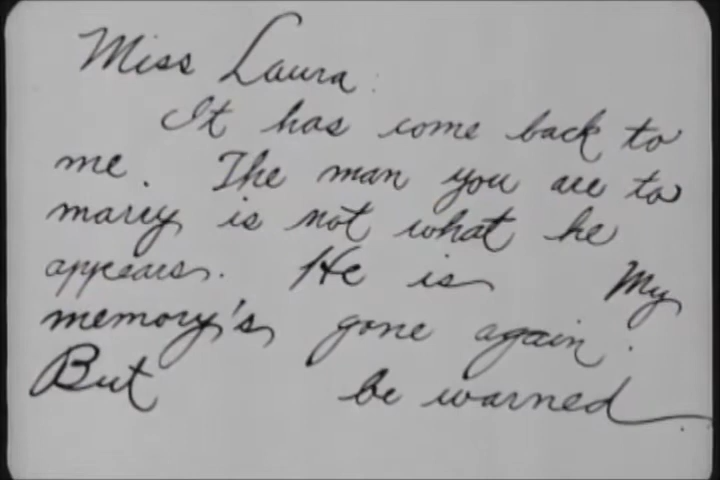 Miss Laura:
It has come back to
me. The man you are to
marry is not what he
appears. He is My
memory's gone again.
But be warned